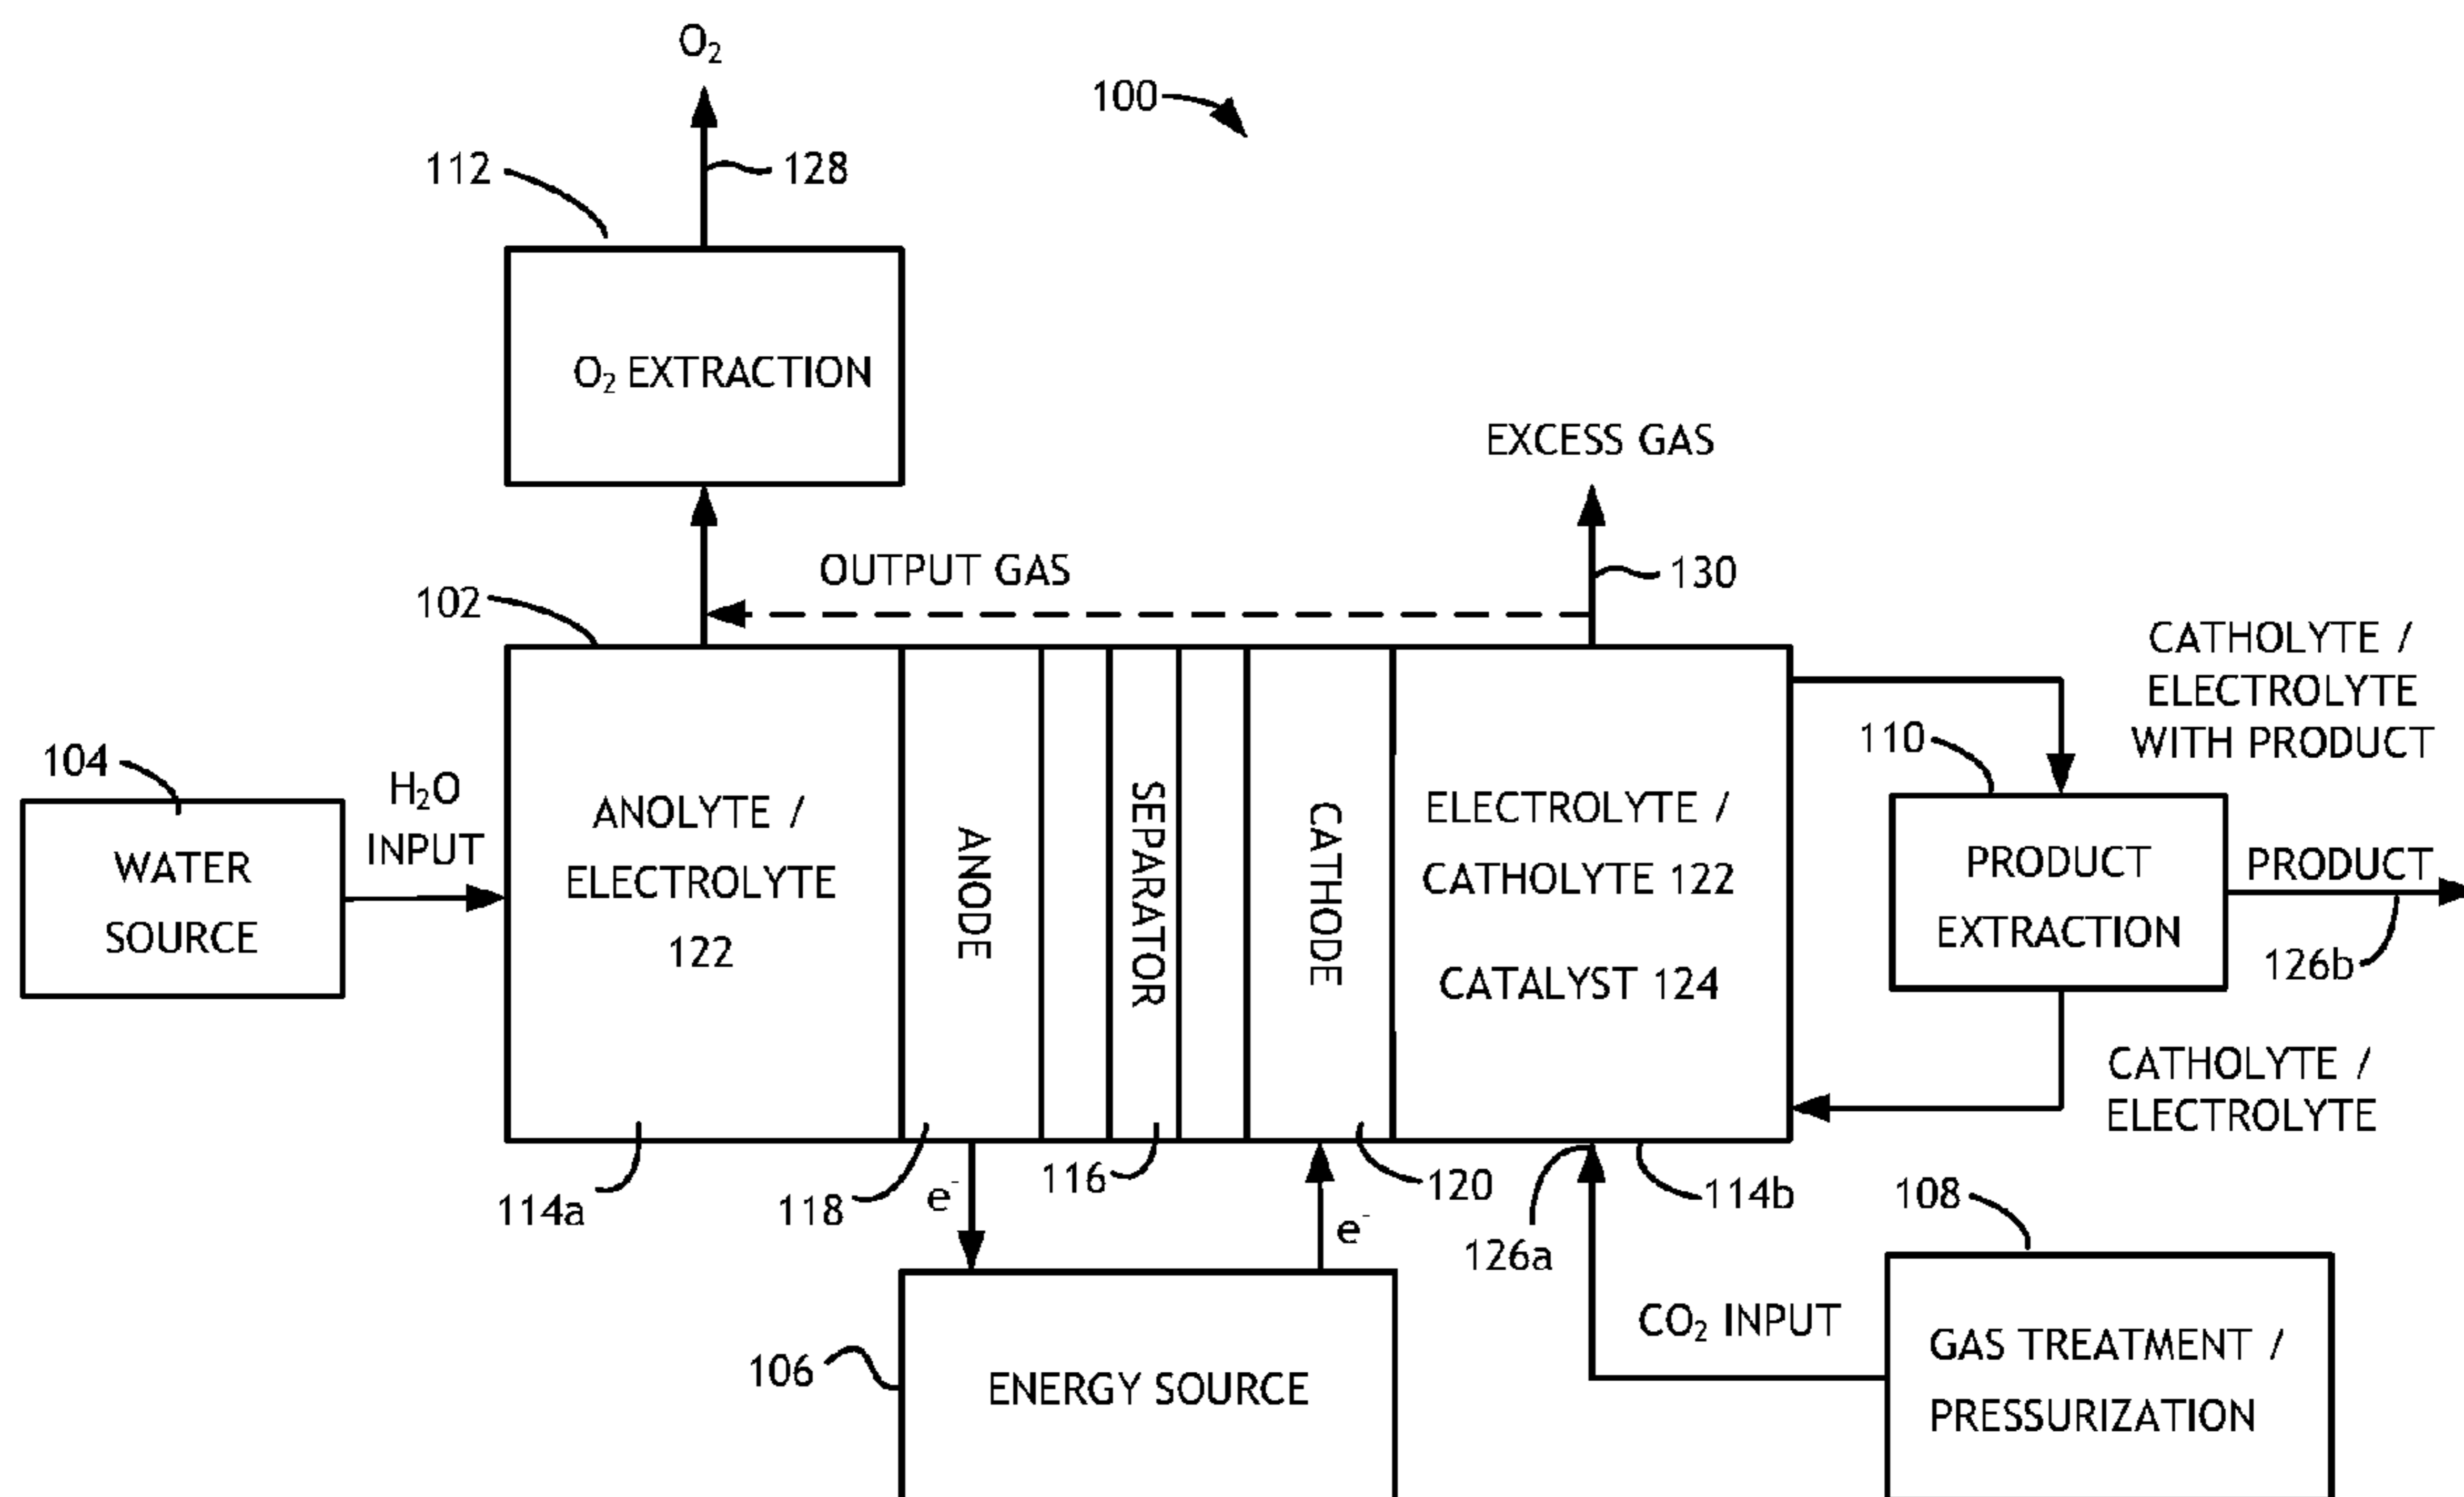 O₂
100
112
128
O₂ EXTRACTION
EXCESS GAS
OUTPUT GAS
130
102
CATHOLYTE /
ELECTROLYTE
WITH PRODUCT
104
H₂O
INPUT
WATER
SOURCE
ANOLYTE /
ELECTROLYTE
122
ANODE
SEPARATOR
CATHODE
ELECTROLYTE /
CATHOLYTE 122
CATALYST 124
110
PRODUCT
EXTRACTION
PRODUCT
126b
CATHOLYTE /
ELECTROLYTE
114a
118
e⁻
116
e⁻
120
126a
114b
108
106
ENERGY SOURCE
CO₂ INPUT
GAS TREATMENT /
PRESSURIZATION